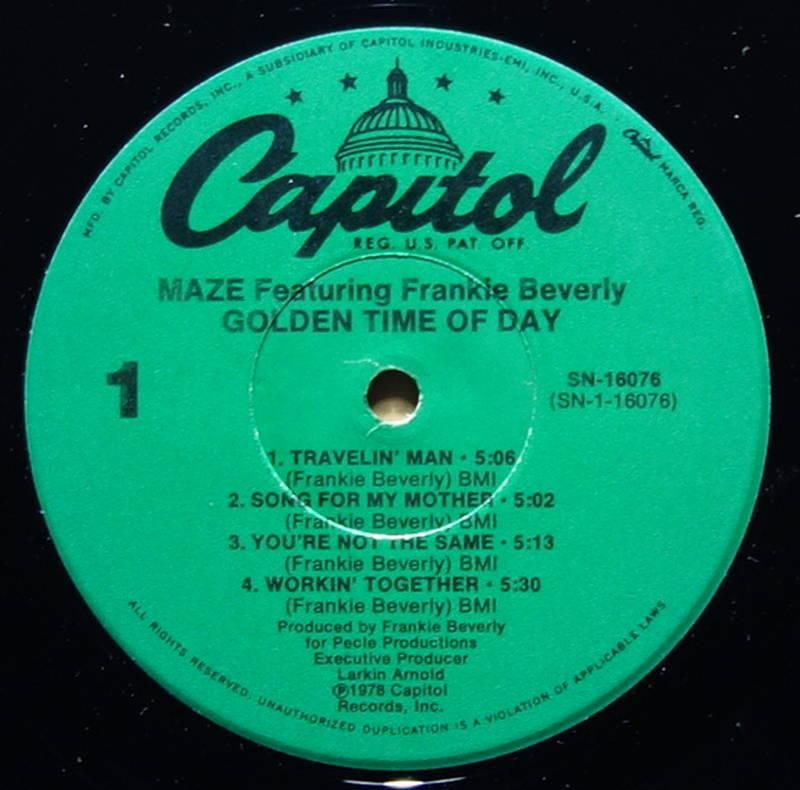 MFD. BY CAPITOL RECORDS, INC., A SUBSIDIARY OF CAPITOL INDUSTRIES-EMI, INC., U.S.A. Capitol MARCA REG.
Capitol
REG. U.S. PAT. OFF.
MAZE Featuring Frankie Beverly
GOLDEN TIME OF DAY
1
SN-16076
(SN-1-16076)
1. TRAVELIN' MAN • 5:06
(Frankie Beverly) BMI
2. SONG FOR MY MOTHER • 5:02
(Frankie Beverly) BMI
3. YOU'RE NOT THE SAME • 5:13
(Frankie Beverly) BMI
4. WORKIN' TOGETHER • 5:30
(Frankie Beverly) BMI
Produced by Frankie Beverly
for Pecle Productions
Executive Producer
Larkin Arnold
℗1978 Capitol
Records, Inc.
ALL RIGHTS RESERVED. UNAUTHORIZED DUPLICATION IS A VIOLATION OF APPLICABLE LAWS